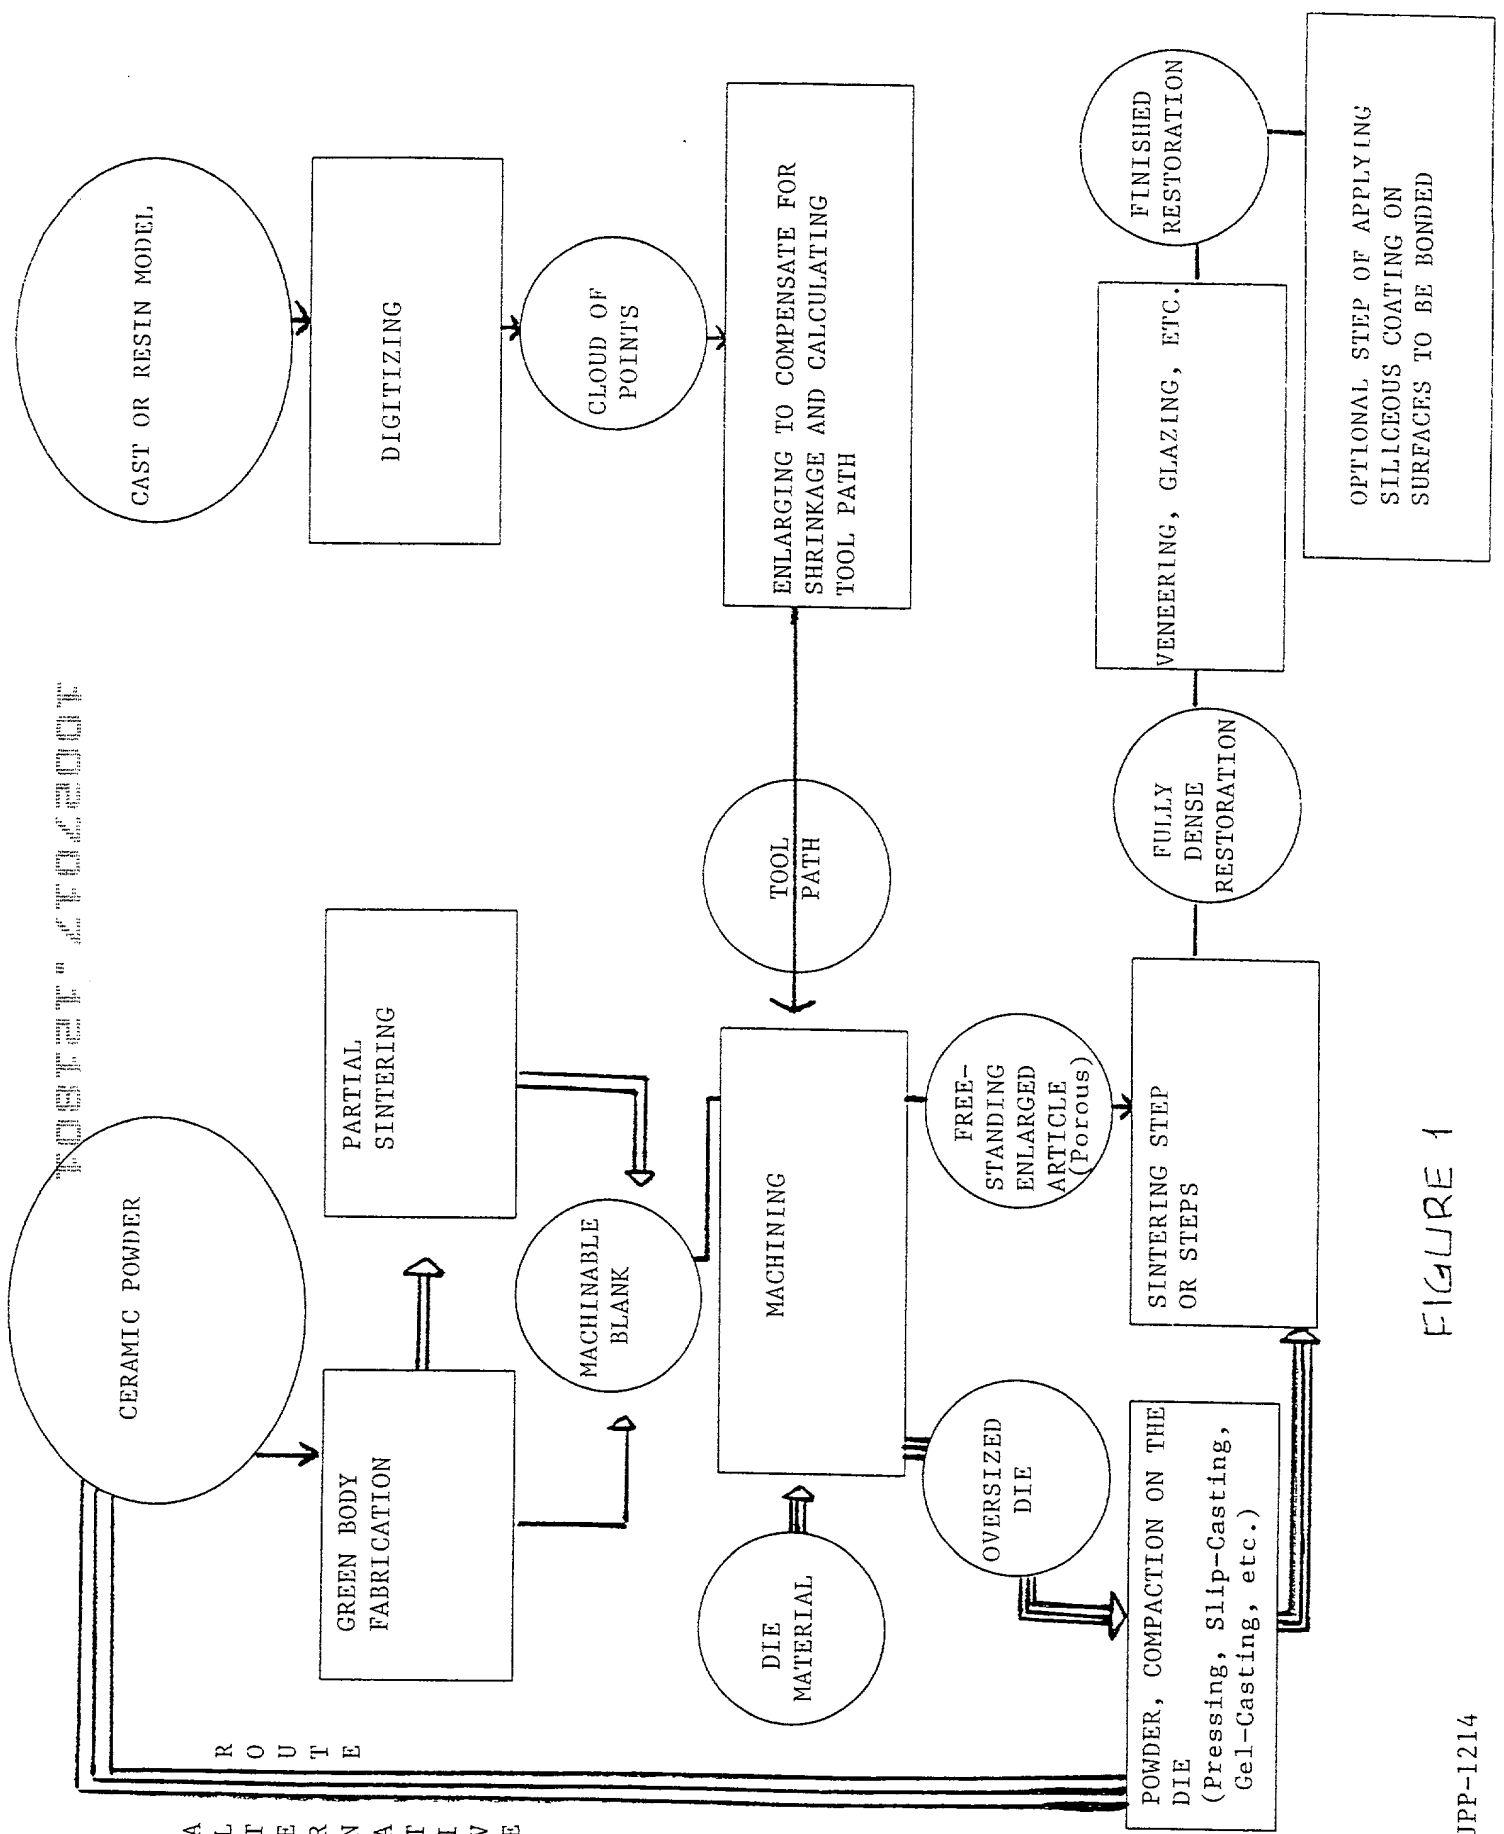 ALTERNATIVE
ROUTE
CERAMIC POWDER
CAST OR RESIN MODEL
GREEN BODY
FABRICATION
PARTIAL
SINTERING
DIGITIZING
MACHINABLE
BLANK
CLOUD OF
POINTS
DIE
MATERIAL
MACHINING
TOOL
PATH
ENLARGING TO COMPENSATE FOR
SHRINKAGE AND CALCULATING
TOOL PATH
OVERSIZED
DIE
FREE-
STANDING
ENLARGED
ARTICLE
(Porous)
POWDER, COMPACTION ON THE
DIE
(Pressing, Slip-Casting,
Gel-Casting, etc.)
SINTERING STEP
OR STEPS
FULLY
DENSE
RESTORATION
VENEERING, GLAZING, ETC.
FINISHED
RESTORATION
OPTIONAL STEP OF APPLYING
SILICEOUS COATING ON
SURFACES TO BE BONDED
FIGURE 1
JPP-1214